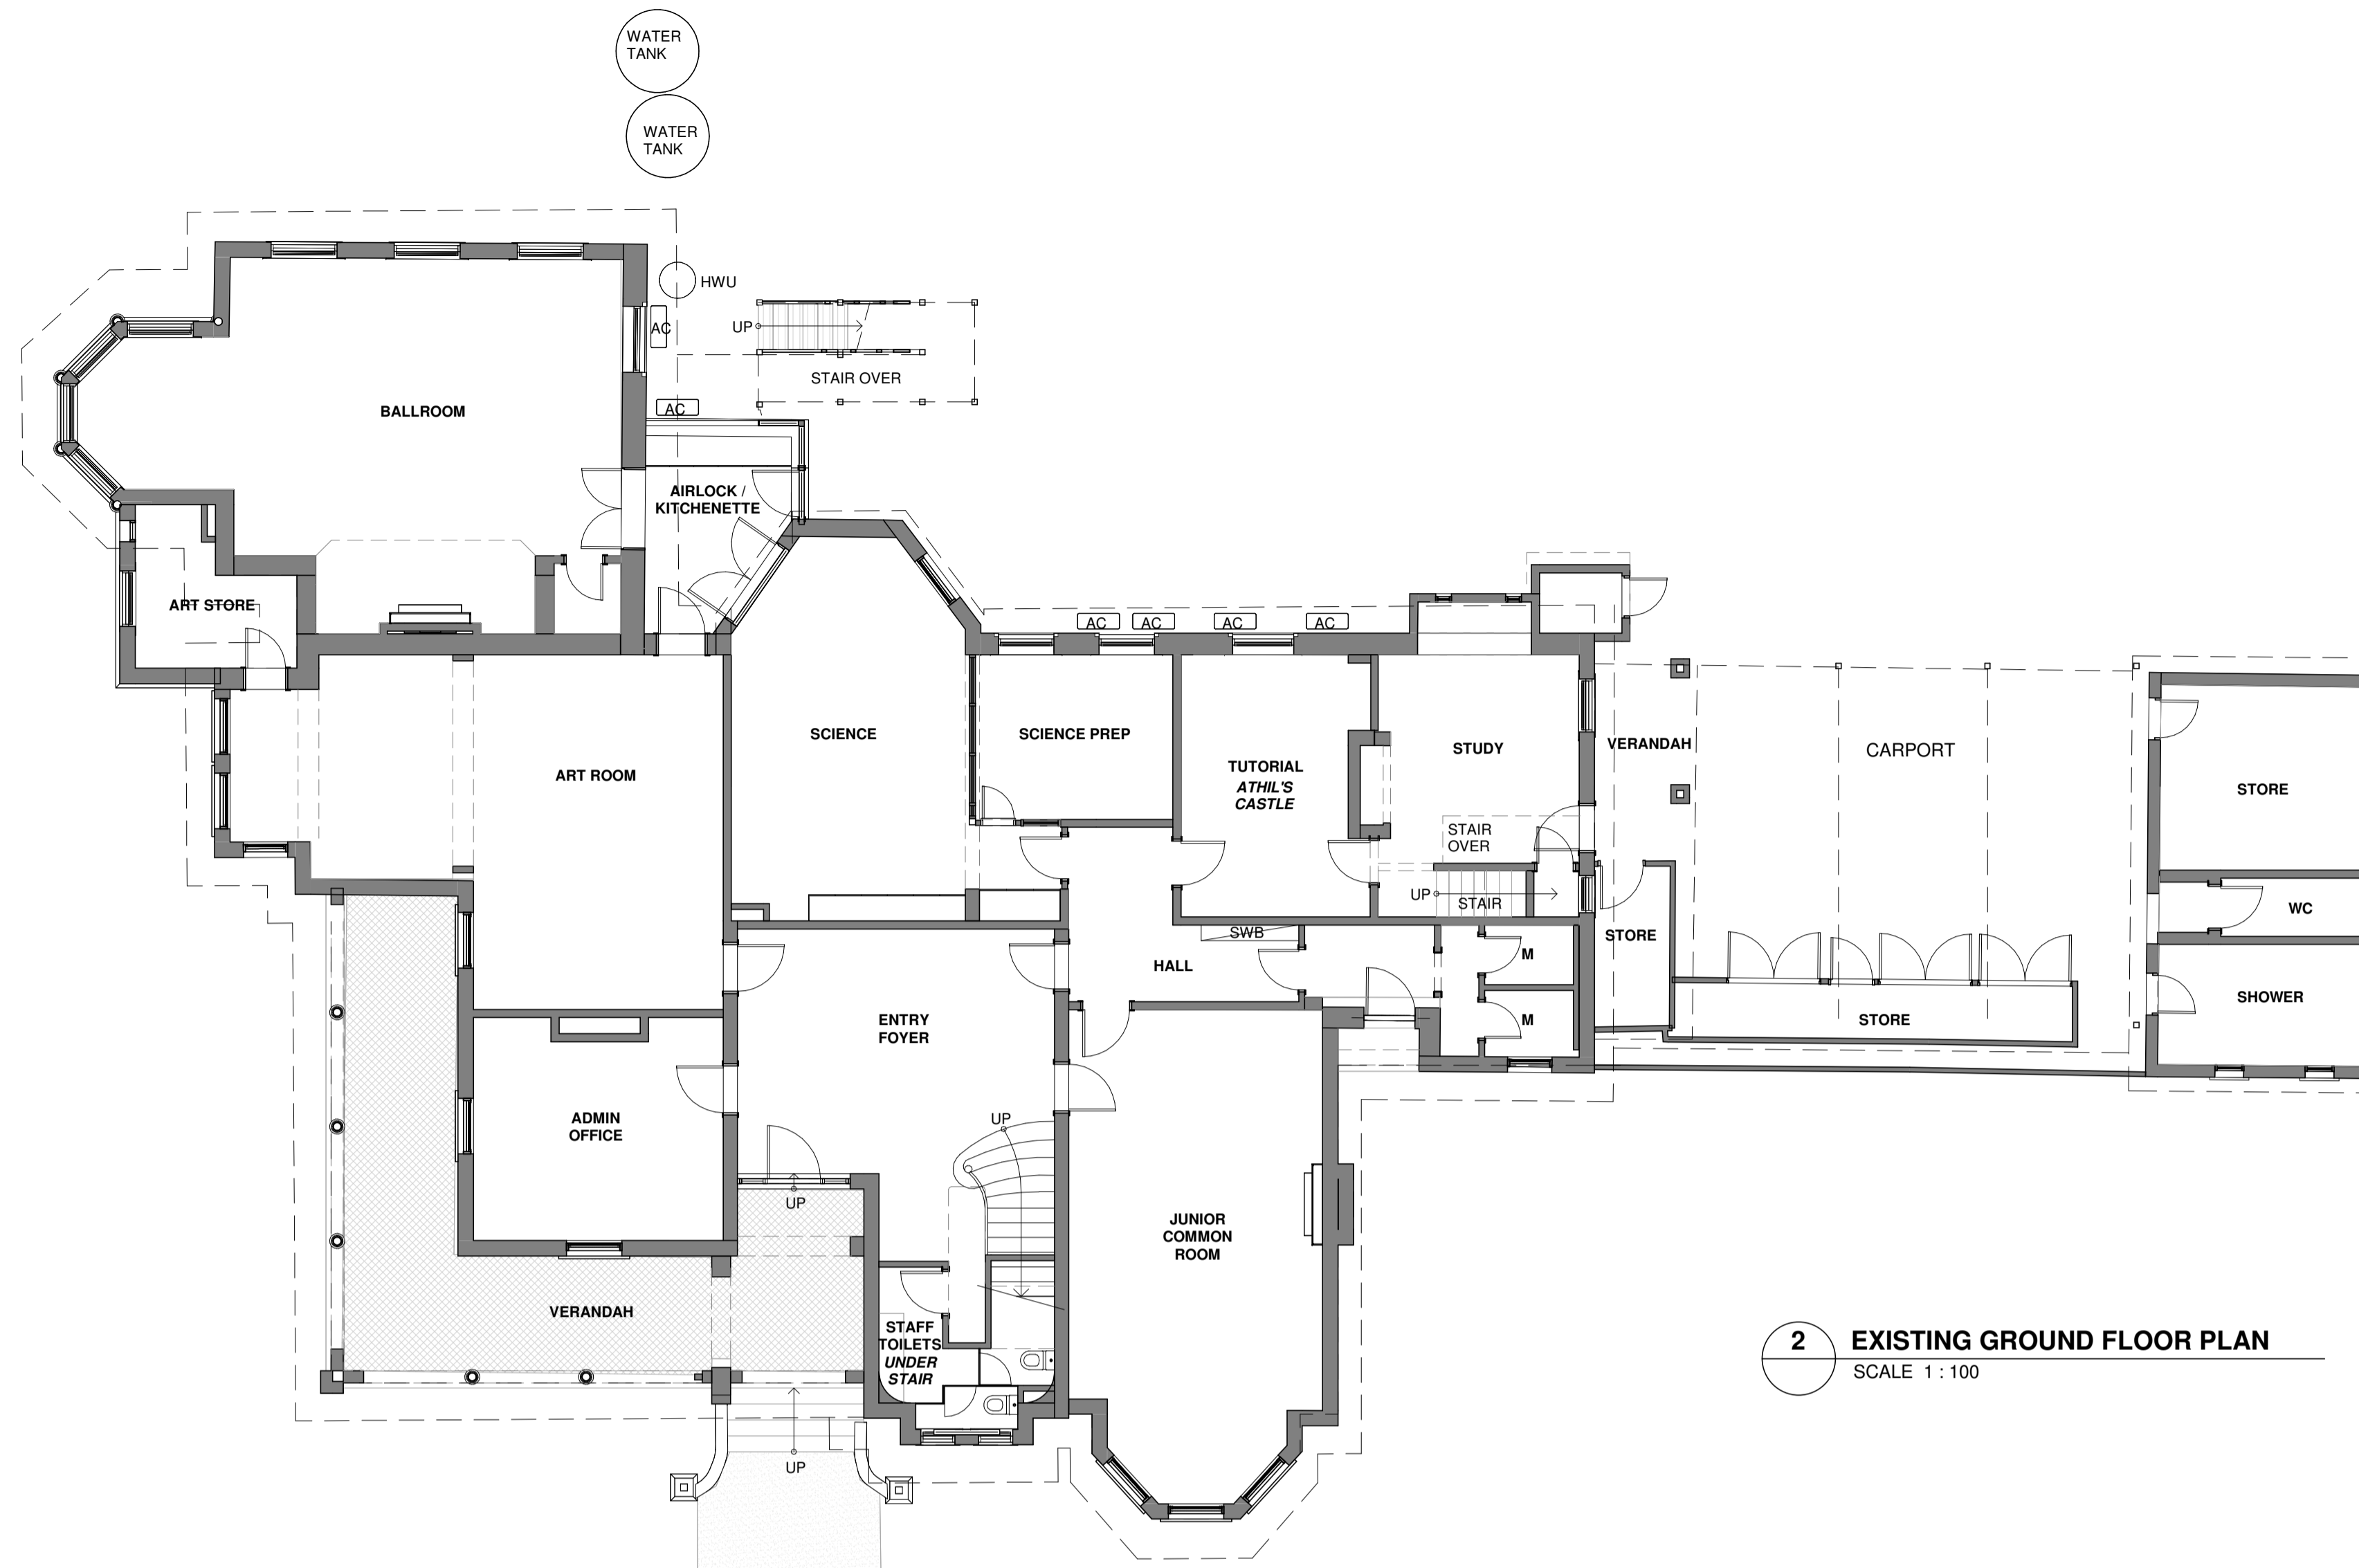 WATER
TANK
WATER
TANK
HWU
AC
UP
STAIR OVER
AC
BALLROOM
AIRLOCK /
KITCHENETTE
ART STORE
AC
AC
AC
AC
SCIENCE
SCIENCE PREP
ART ROOM
TUTORIAL
ATHIL'S
CASTLE
STUDY
VERANDAH
CARPORT
STORE
STAIR
OVER
UP
STAIR
WC
SWB
STORE
HALL
M
M
SHOWER
STORE
ENTRY
FOYER
ADMIN
OFFICE
UP
UP
JUNIOR
COMMON
ROOM
VERANDAH
STAFF
TOILETS
UNDER
STAIR
UP
2
EXISTING GROUND FLOOR PLAN
SCALE 1 : 100